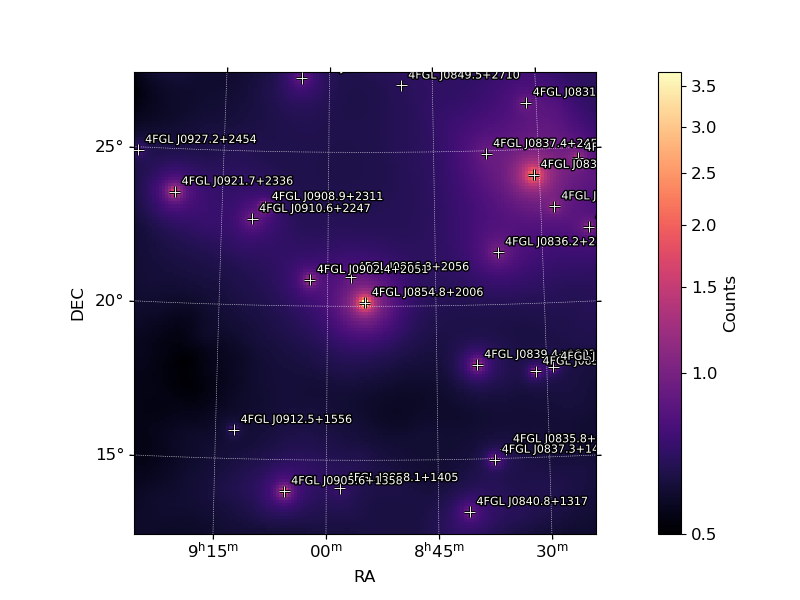 4FGL J0849.5+2710
4FGL J0831
4FGL J0927.2+2454
4FGL J0837.4+245
25°
4FGL J083
4FGL J0921.7+2336
4FGL J0908.9+2311
4FGL J
4FGL J0910.6+2247
4FGL J0836.2+2
4FGL J0902.4+2051
+2056
4FGL J0854.8+2006
20°
4FGL J0839.4
4FGL J0912.5+1556
4FGL J0835.8+
4FGL J0837.3+14
15°
4FGL J0905.6+1358
4FGL J0840.8+1317
9h15m
00m
8h45m
30m
RA
DEC
3.5
3.0
2.5
2.0
1.5
1.0
0.5
Counts